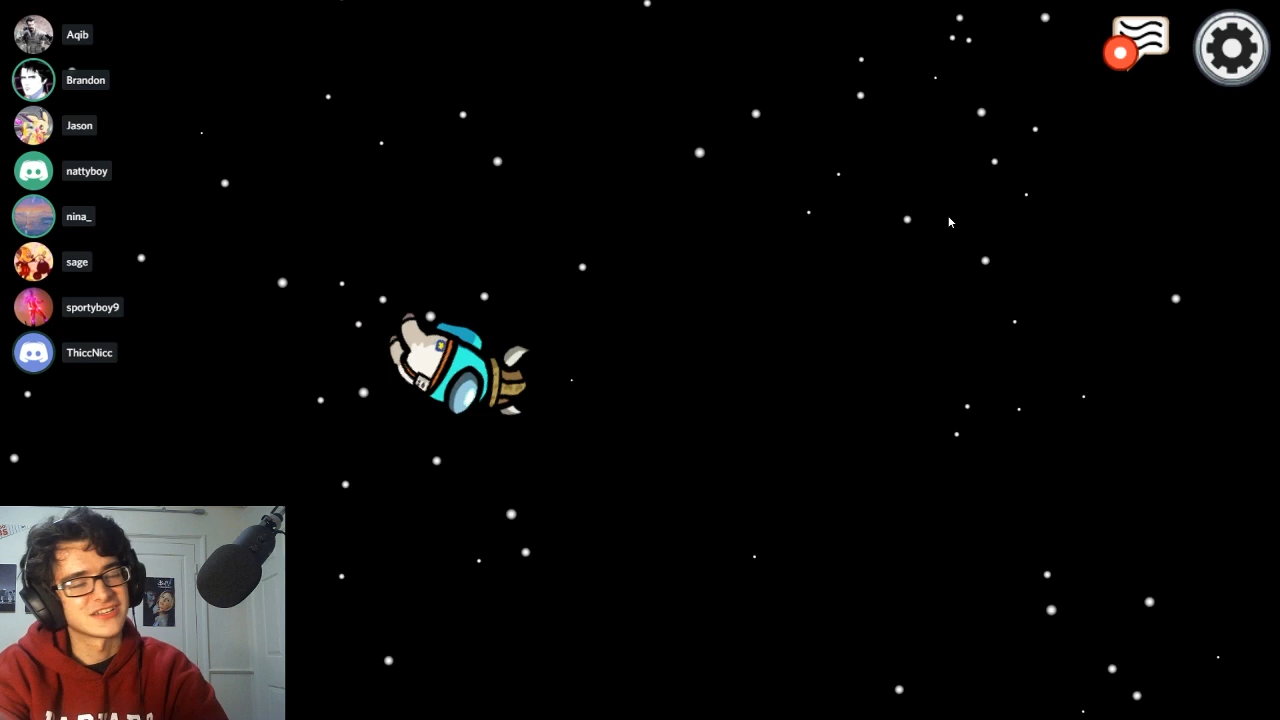 Aqib
Brandon
Jason
nattyboy
nina_
sage
sportyboy9
ThiccNicc